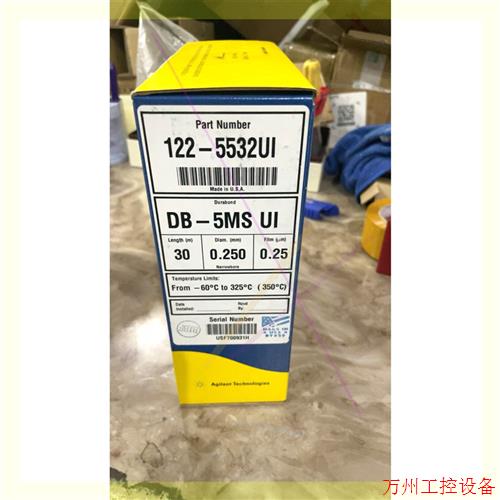 Part Number
122-5532UI
Made in U.S.A.
Durabond
DB-5MS UI
Length (m) Diam. (mm) Film (µm)
30 0.250 0.25
Narrowbore
Temperature Limits:
From -60°C to 325°C (350°C)
Date Installed: By:
Serial Number
USF700931H
Agilent Technologies
万州工控设备